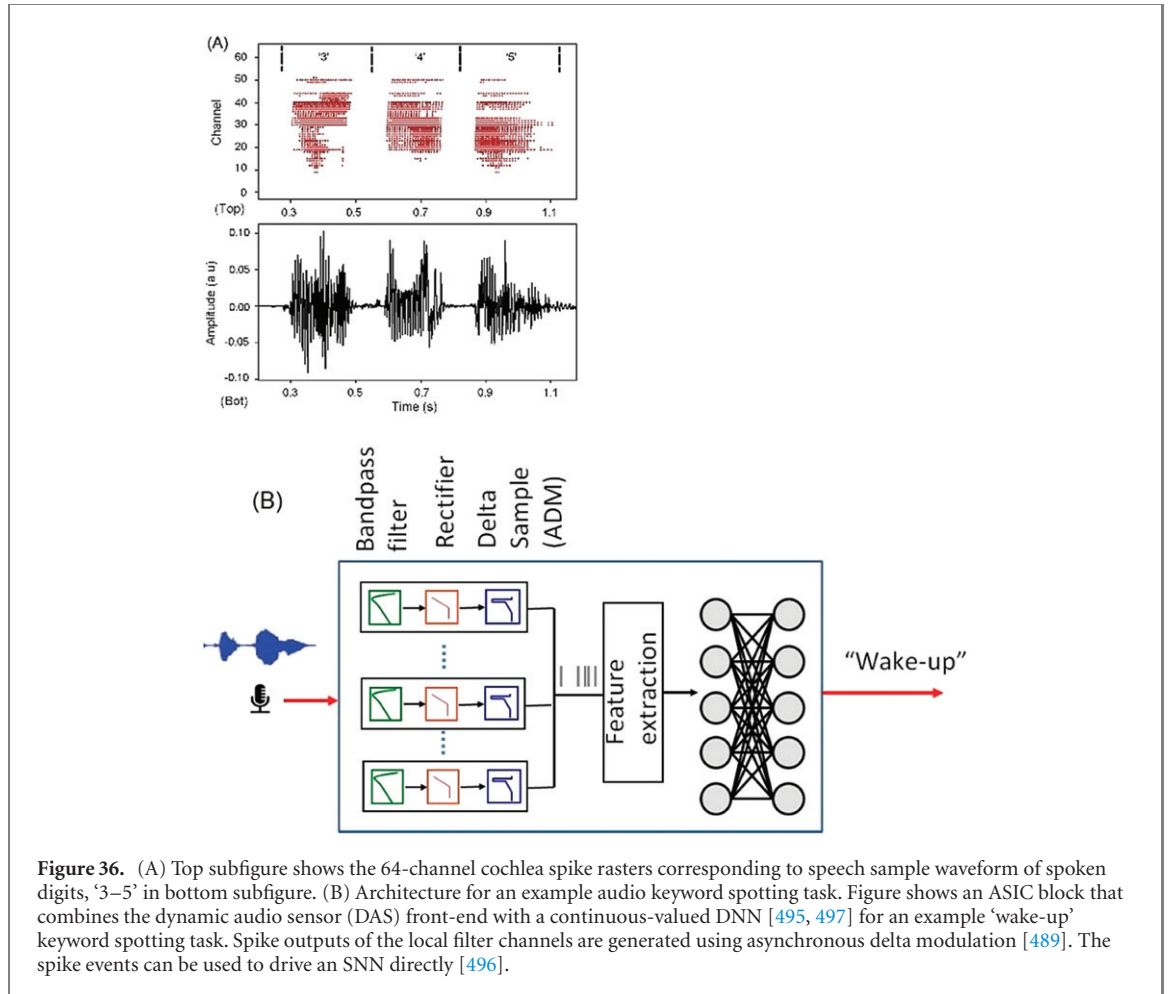 (A)
'3' '4' '5'
60
50
40
30
20
10
0
Channel
(Top)
0.3 0.5 0.7 0.9 1.1
0.10
0.05
0.00
-0.05
-0.10
Amplitude (a u)
(Bot)
0.3 0.5 0.7 0.9 1.1
Time (s)
(B)
Bandpass
filter
Rectifier
Delta
Sample
(ADM)
Feature
extraction
“Wake-up”
Figure 36. (A) Top subfigure shows the 64-channel cochlea spike rasters corresponding to speech sample waveform of spoken
digits, ‘3–5’ in bottom subfigure. (B) Architecture for an example audio keyword spotting task. Figure shows an ASIC block that
combines the dynamic audio sensor (DAS) front-end with a continuous-valued DNN [495, 497] for an example ‘wake-up’
keyword spotting task. Spike outputs of the local filter channels are generated using asynchronous delta modulation [489]. The
spike events can be used to drive an SNN directly [496].